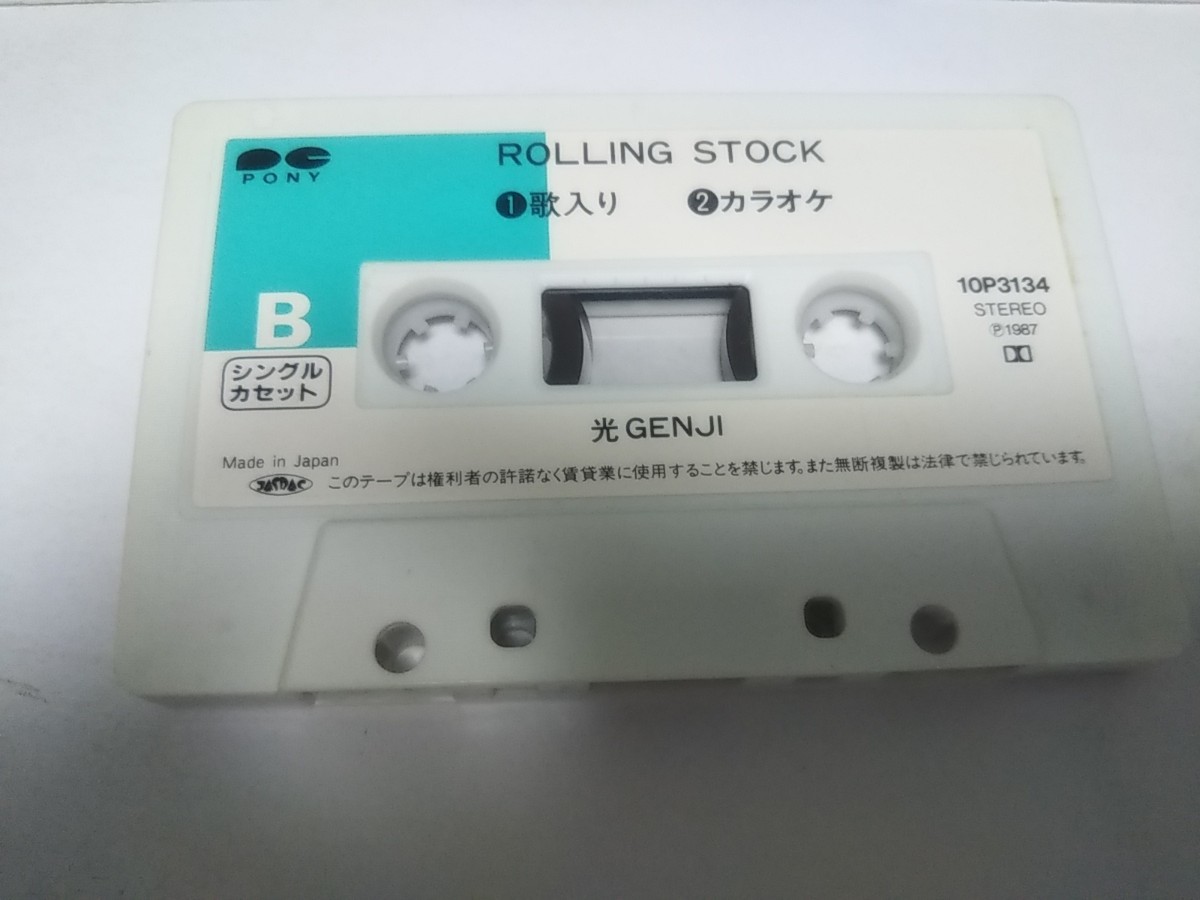 PONY
ROLLING STOCK
❶歌入り ❷カラオケ
B
シングル
カセット
10P3134
STEREO
Ⓟ1987
光GENJI
Made in Japan
JASRAC
このテープは権利者の許諾なく賃貸業に使用することを禁じます。また無断複製は法律で禁じられています。